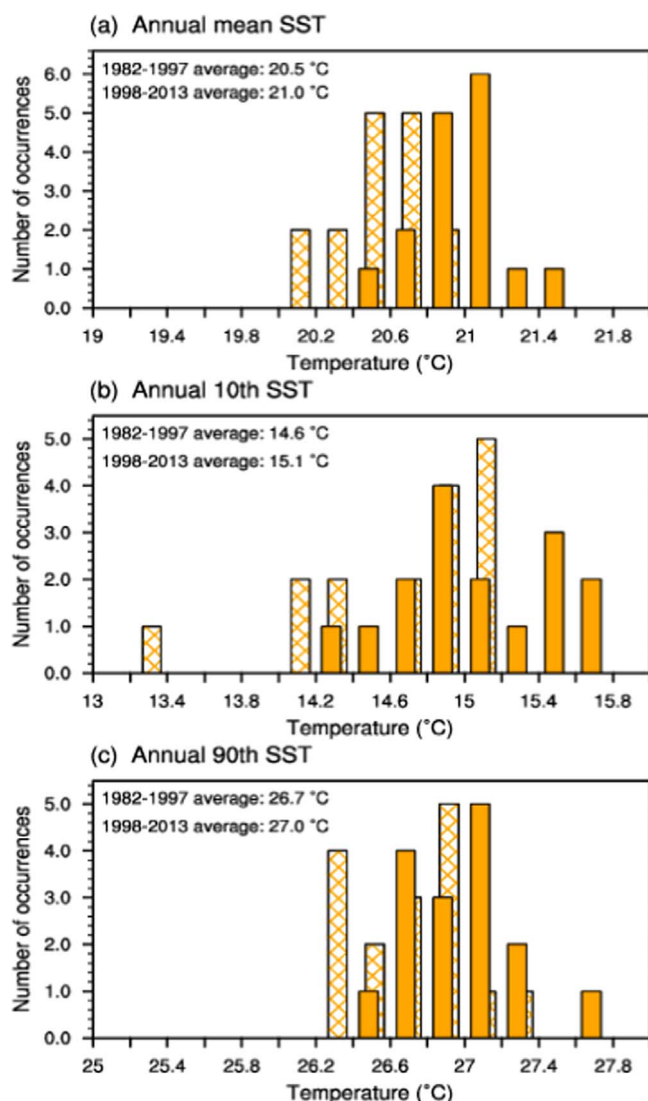 (a) Annual mean SST
1982-1997 average: 20.5 °C
1998-2013 average: 21.0 °C
Number of occurrences
6.0
5.0
4.0
3.0
2.0
1.0
0.0
19 19.4 19.8 20.2 20.6 21 21.4 21.8
Temperature (°C)
(b) Annual 10th SST
1982-1997 average: 14.6 °C
1998-2013 average: 15.1 °C
Number of occurrences
5.0
4.0
3.0
2.0
1.0
0.0
13 13.4 13.8 14.2 14.6 15 15.4 15.8
Temperature (°C)
(c) Annual 90th SST
1982-1997 average: 26.7 °C
1998-2013 average: 27.0 °C
Number of occurrences
5.0
4.0
3.0
2.0
1.0
0.0
25 25.4 25.8 26.2 26.6 27 27.4 27.8
Temperature (°C)